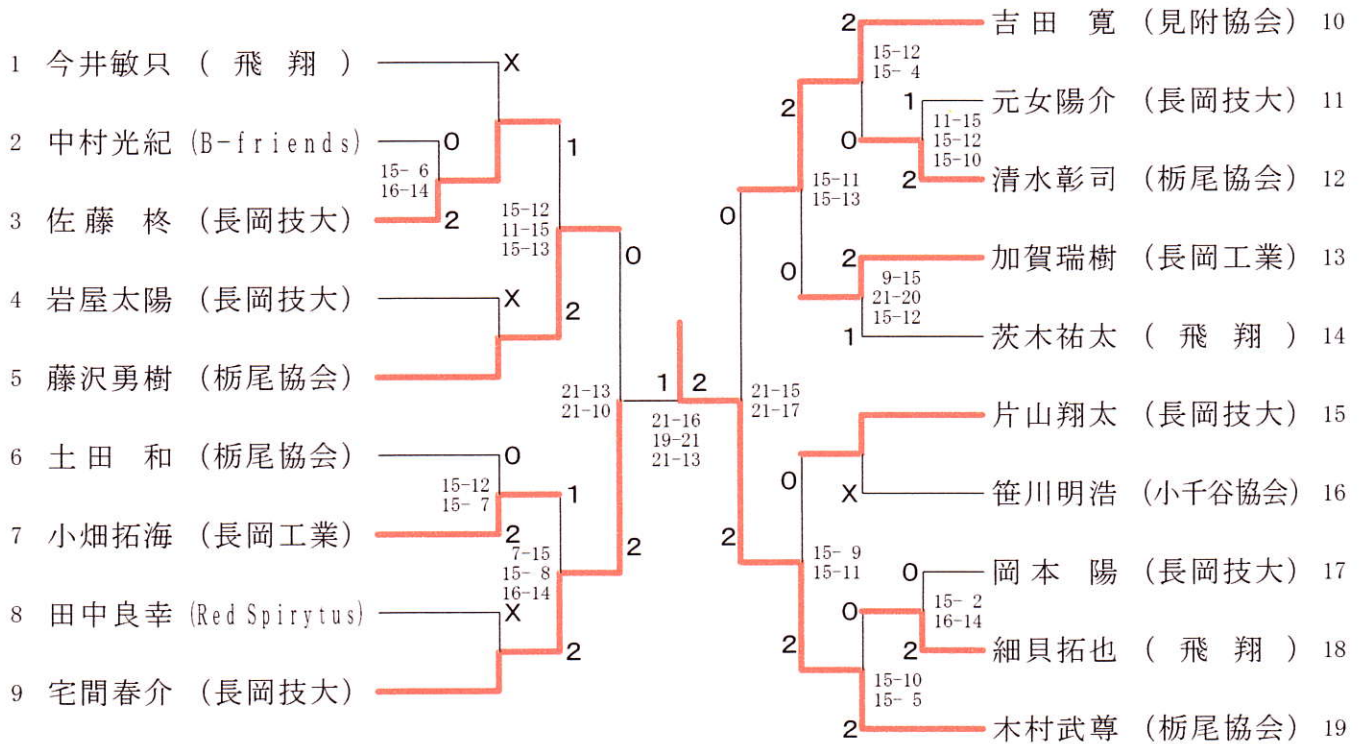 1 今井敏只 ( 飛 翔 ) X
2 中村光紀 (B-friends) 0
15- 6
16-14
3 佐 藤 柊 (長岡技大) 2
1
15-12
11-15
15-13
4 岩屋太陽 (長岡技大) X
2
5 藤沢勇樹 (栃尾協会)
0
21-13
21-10
6 土 田 和 (栃尾協会) 0
15-12
15- 7
1
7 小畑拓海 (長岡工業) 2
7-15
15- 8
16-14
2
8 田中良幸 (Red Spirytus) X
2
9 宅間春介 (長岡技大)
1 2
21-16
19-21
21-13
2 吉 田 寛 (見附協会) 10
15-12
15- 4
2
1 元女陽介 (長岡技大) 11
11-15
15-12
15-10
0
2 清水彰司 (栃尾協会) 12
15-11
15-13
0
2 加賀瑞樹 (長岡工業) 13
0
9-15
21-20
15-12
1 茨木祐太 ( 飛 翔 ) 14
21-15
21-17
片山翔太 (長岡技大) 15
0
X 笹川明浩 (小千谷協会) 16
2
15- 9
15-11
0 岡 本 陽 (長岡技大) 17
15- 2
16-14
0
2 細貝拓也 ( 飛 翔 ) 18
2
15-10
15- 5
2 木村武尊 (栃尾協会) 19